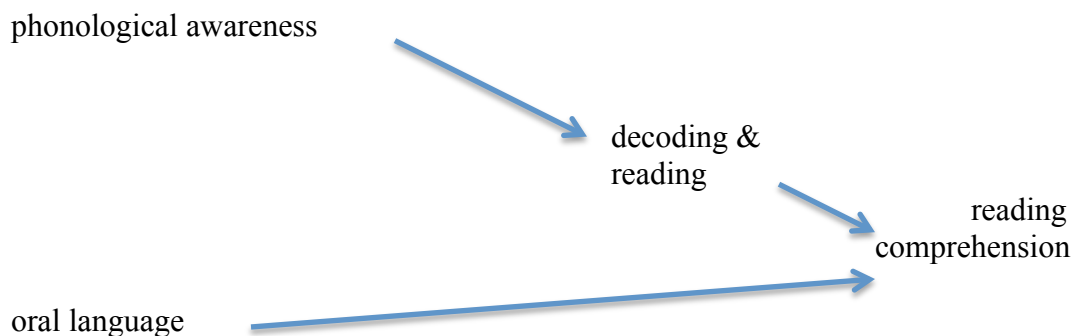 phonological awareness
decoding &
reading
reading
comprehension
oral language